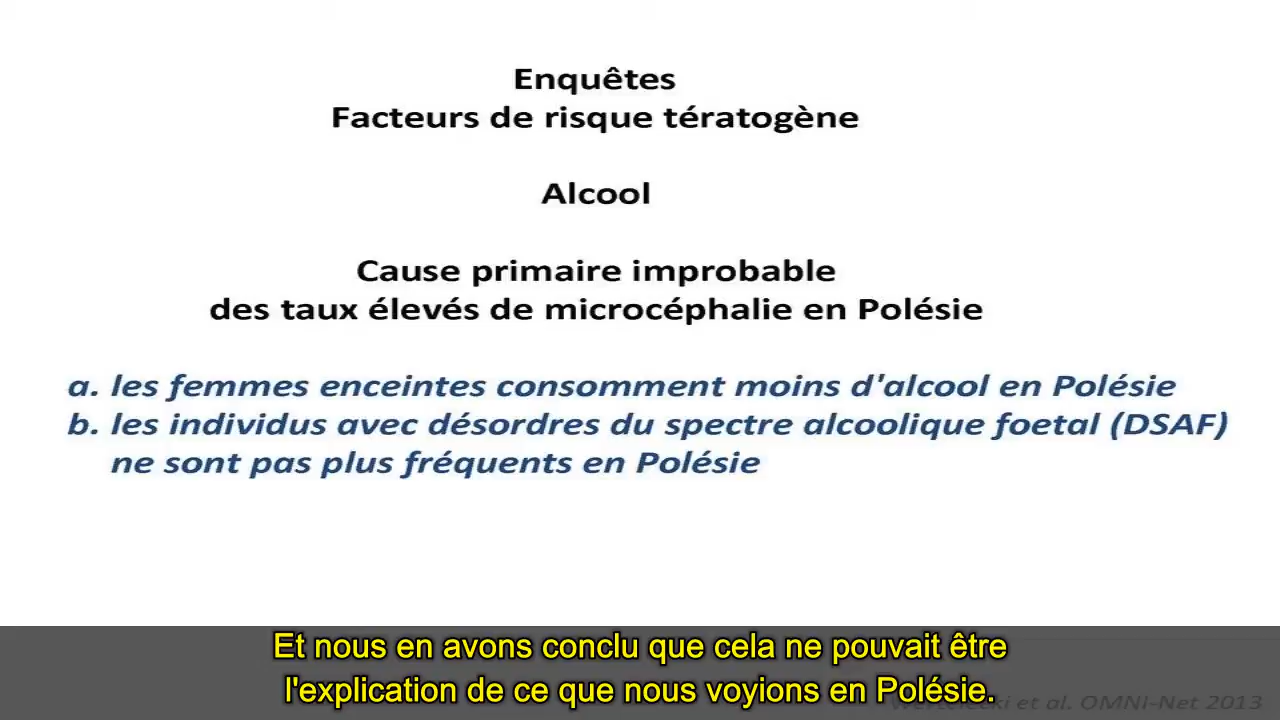 Enquêtes
Facteurs de risque tératogène
Alcool
Cause primaire improbable
des taux élevés de microcéphalie en Polésie
a. les femmes enceintes consomment moins d'alcool en Polésie
b. les individus avec désordres du spectre alcoolique foetal (DSAF)
ne sont pas plus fréquents en Polésie
Et nous en avons conclu que cela ne pouvait être
l'explication de ce que nous voyions en Polésie.
Wertelecki et al. OMNi-Net 2013